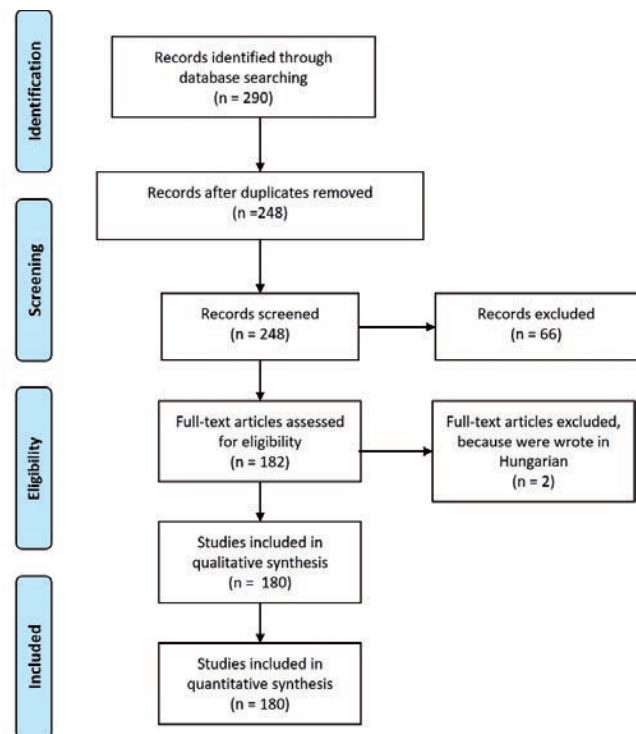 Identification
Records identified through
database searching
(n = 290)
Records after duplicates removed
(n =248)
Screening
Records screened
(n = 248)
Records excluded
(n = 66)
Eligibility
Full-text articles assessed
for eligibility
(n = 182)
Full-text articles excluded,
because were wrote in
Hungarian
(n = 2)
Studies included in
qualitative synthesis
(n = 180)
Included
Studies included in
quantitative synthesis
(n = 180)